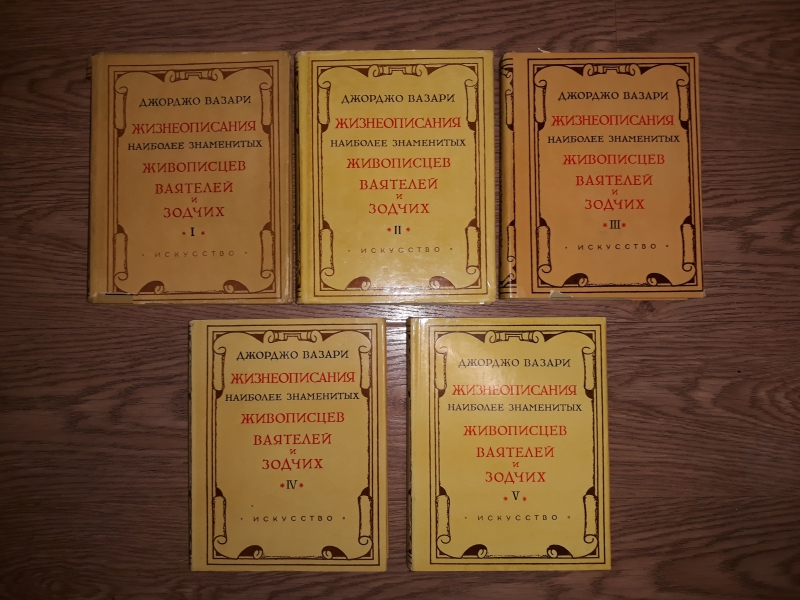 ДЖОРДЖО ВАЗАРИ
ЖИЗНЕОПИСАНИЯ
НАИБОЛЕЕ ЗНАМЕНИТЫХ
ЖИВОПИСЦЕВ
ВАЯТЕЛЕЙ
И
ЗОДЧИХ
• I •
• ИСКУССТВО •
ДЖОРДЖО ВАЗАРИ
ЖИЗНЕОПИСАНИЯ
НАИБОЛЕЕ ЗНАМЕНИТЫХ
ЖИВОПИСЦЕВ
ВАЯТЕЛЕЙ
И
ЗОДЧИХ
• II •
• ИСКУССТВО •
ДЖОРДЖО ВАЗАРИ
ЖИЗНЕОПИСАНИЯ
НАИБОЛЕЕ ЗНАМЕНИТЫХ
ЖИВОПИСЦЕВ
ВАЯТЕЛЕЙ
И
ЗОДЧИХ
• III •
• ИСКУССТВО •
ДЖОРДЖО ВАЗАРИ
ЖИЗНЕОПИСАНИЯ
НАИБОЛЕЕ ЗНАМЕНИТЫХ
ЖИВОПИСЦЕВ
ВАЯТЕЛЕЙ
И
ЗОДЧИХ
• IV •
• ИСКУССТВО •
ДЖОРДЖО ВАЗАРИ
ЖИЗНЕОПИСАНИЯ
НАИБОЛЕЕ ЗНАМЕНИТЫХ
ЖИВОПИСЦЕВ
ВАЯТЕЛЕЙ
И
ЗОДЧИХ
• V •
• ИСКУССТВО •